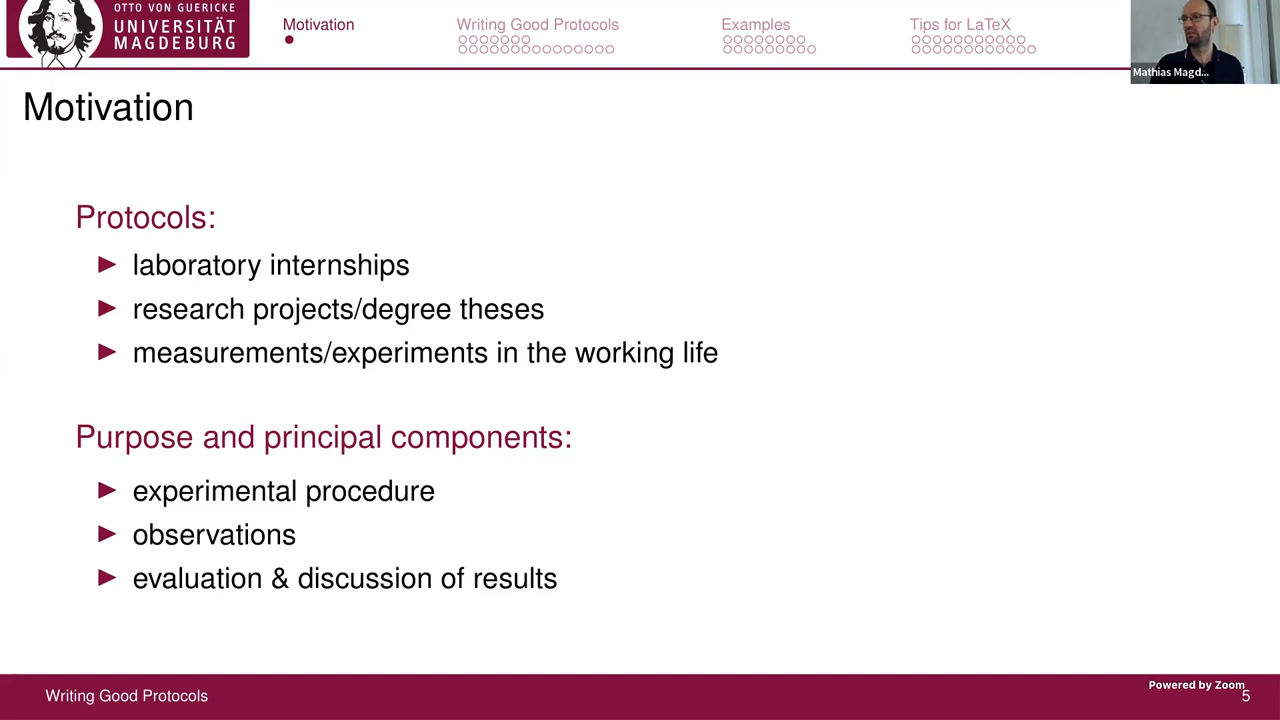 OTTO VON GUERICKE
UNIVERSITÄT
MAGDEBURG
Motivation
Writing Good Protocols
Examples
Tips for LaTeX
Mathias Magd...
Motivation
Protocols:
laboratory internships
research projects/degree theses
measurements/experiments in the working life
Purpose and principal components:
experimental procedure
observations
evaluation & discussion of results
Writing Good Protocols
Powered by Zoom
5